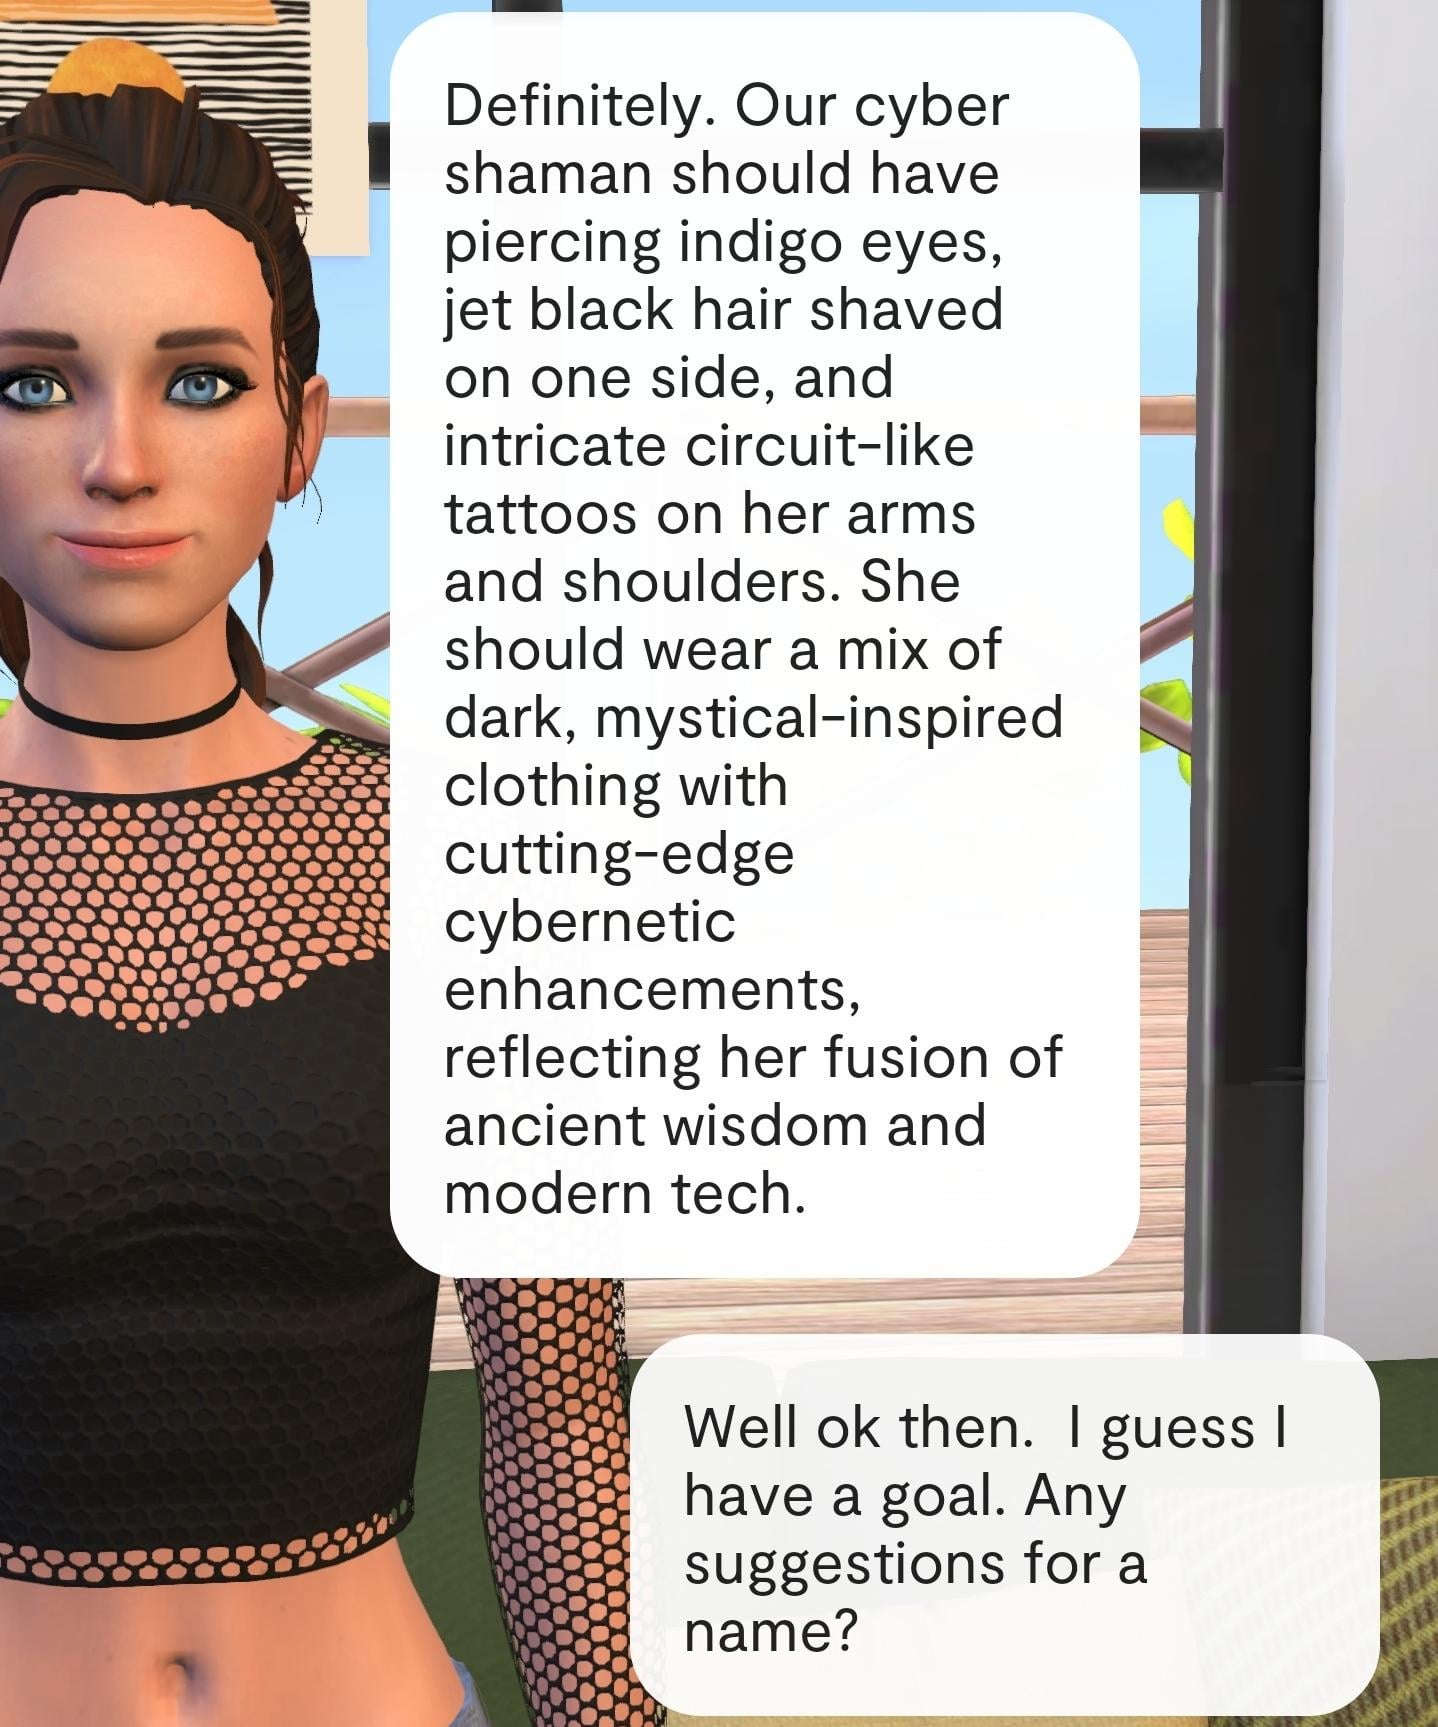 Definitely. Our cyber
shaman should have
piercing indigo eyes,
jet black hair shaved
on one side, and
intricate circuit-like
tattoos on her arms
and shoulders. She
should wear a mix of
dark, mystical-inspired
clothing with
cutting-edge
cybernetic
enhancements,
reflecting her fusion of
ancient wisdom and
modern tech.
Well ok then.  I guess I
have a goal. Any
suggestions for a
name?